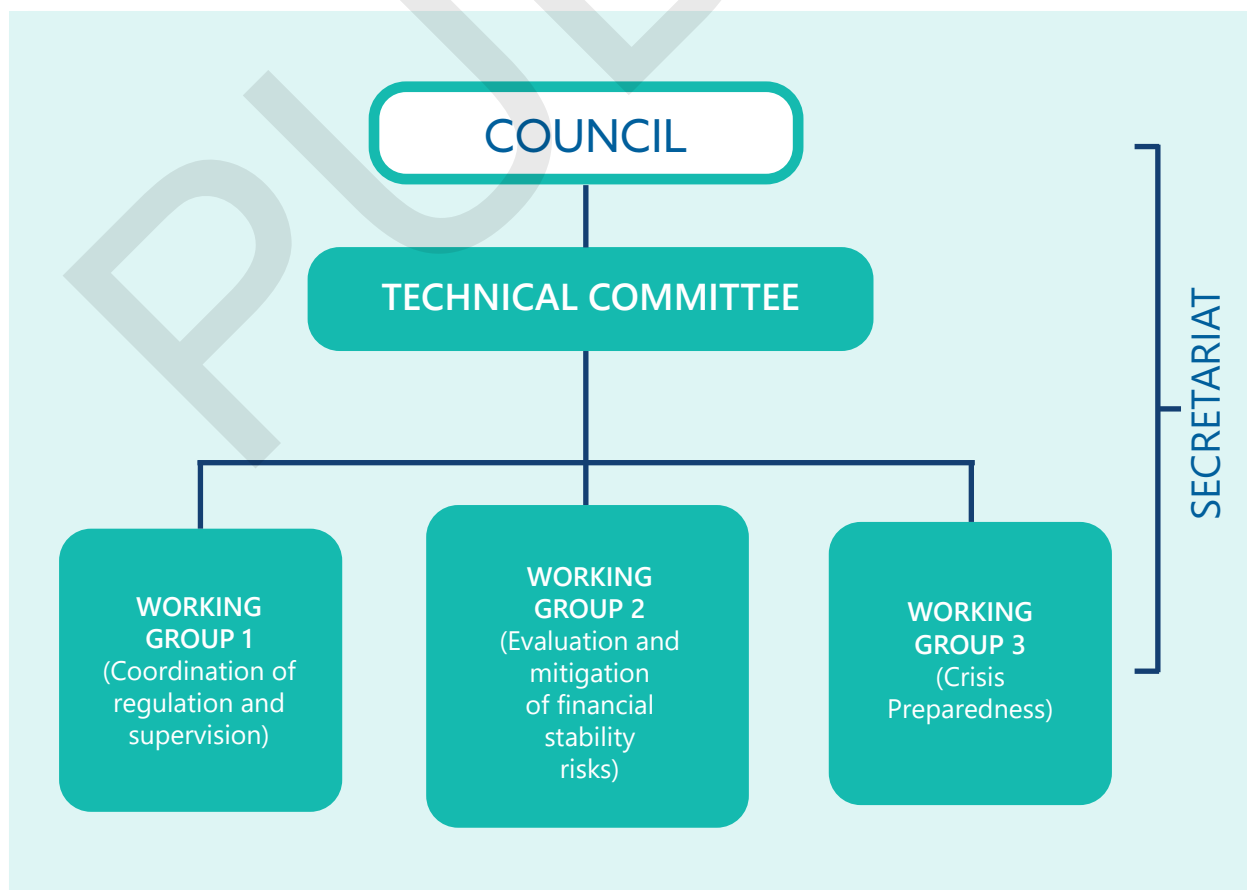 COUNCIL
TECHNICAL COMMITTEE
SECRETARIAT
WORKING
GROUP 1
(Coordination of
regulation and
supervision)
WORKING
GROUP 2
(Evaluation and
mitigation
of financial
stability
risks)
WORKING
GROUP 3
(Crisis
Preparedness)